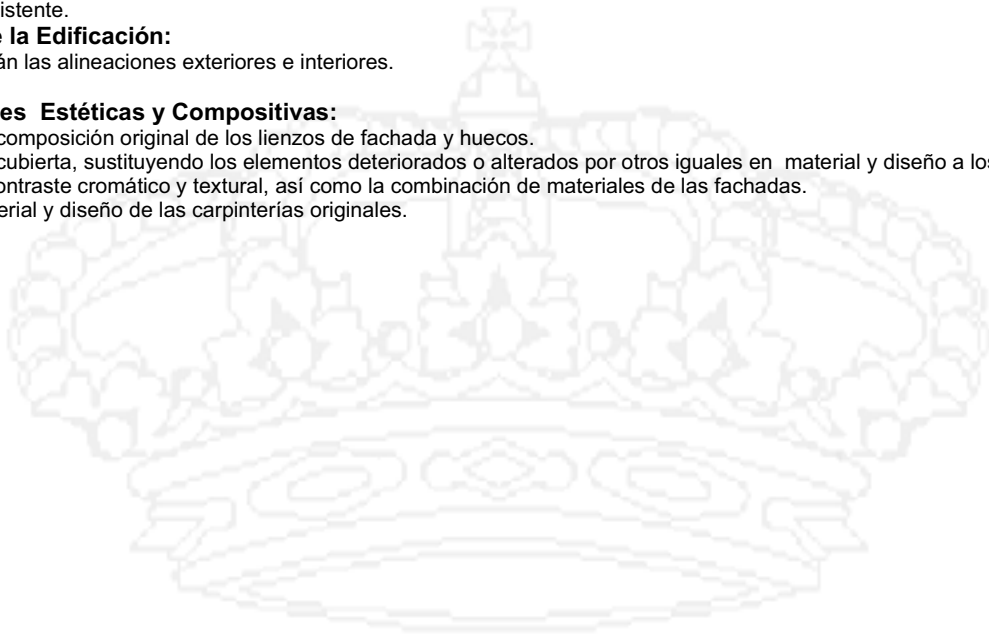 istente.
e la Edificación:
án las alineaciones exteriores e interiores.
es Estéticas y Compositivas:
composición original de los lienzos de fachada y huecos.
cubierta, sustituyendo los elementos deteriorados o alterados por otros iguales en material y diseño a los
ontraste cromático y textural, así como la combinación de materiales de las fachadas.
erial y diseño de las carpinterías originales.